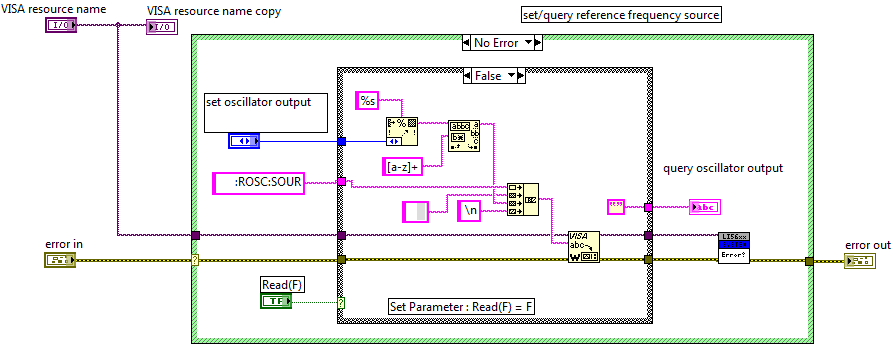 VISA resource name
VISA resource name copy
set/query reference frequency source
I/O
I/O
No Error
False
set oscillator output
%s
abbc
[a-z]+
:ROSC:SOUR
\n
query oscillator output
""
abc
VISA
abc
W
Error?
error in
error out
?
Read(F)
TF
?
Set Parameter : Read(F) = F